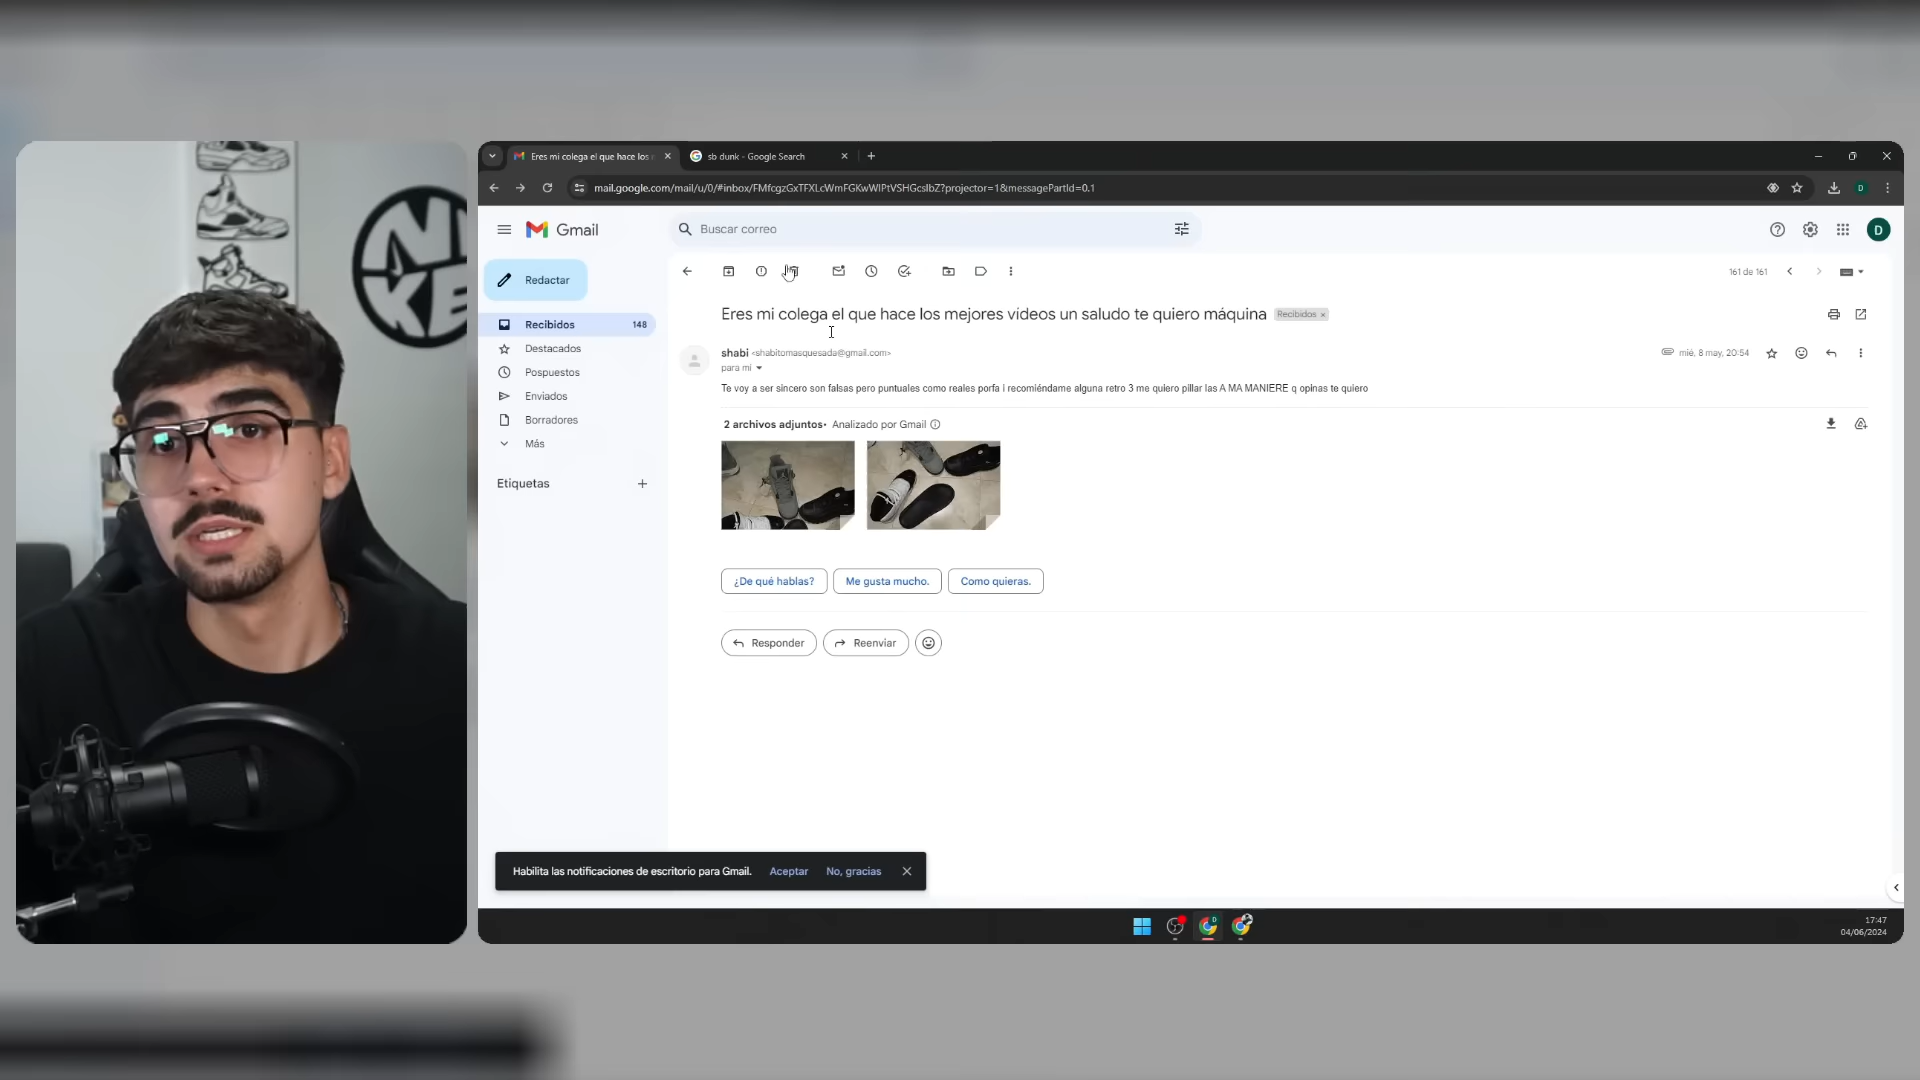 Eres mi colega el que hace los
sb dunk - Google Search
mail.google.com/mail/u/0/#inbox/FMfcgzGxTFXLcWmFGKwWlPtVSHGcslbZ?projector=1&messagePartId=0.1
D
Gmail
Buscar correo
D
Redactar
161 de 161
Recibidos 148
Destacados
Pospuestos
Enviados
Borradores
Más
Etiquetas
Eres mi colega el que hace los mejores videos un saludo te quiero máquina
Recibidos x
shabi <shabitomasquesada@gmail.com>
mié, 8 may, 20:54
para mí
Te voy a ser sincero son falsas pero puntuales como reales porfa i recomiéndame alguna retro 3 me quiero pillar las A MA MANIERE q opinas te quiero
2 archivos adjuntos• Analizado por Gmail
¿De qué hablas?
Me gusta mucho.
Como quieras.
Responder
Reenviar
Habilita las notificaciones de escritorio para Gmail. Aceptar No, gracias
17:47
04/06/2024